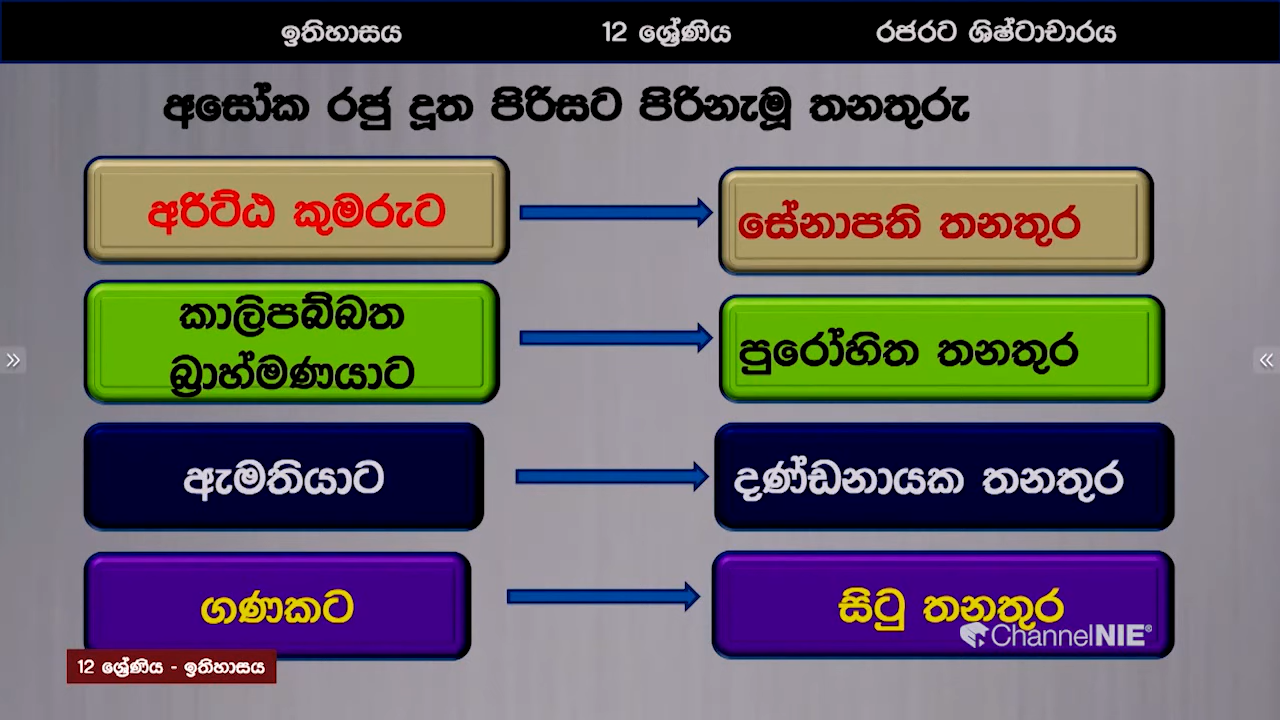 ඉතිහාසය 12 ශ්‍රේණිය රජරට ශිෂ්ටාචාරය
අසෝක රජු දූත පිරිසට පිරිනැමූ තනතුරු
අරිට්ඨ කුමරුට
සේනාපති තනතුර
කාලිපබ්බත
බ්‍රාහ්මණයාට
පුරෝහිත තනතුර
ඇමතියාට
දණ්ඩනායක තනතුර
ගණකට
සිටු තනතුර
ChannelNIE®
12 ශ්‍රේණිය - ඉතිහාසය